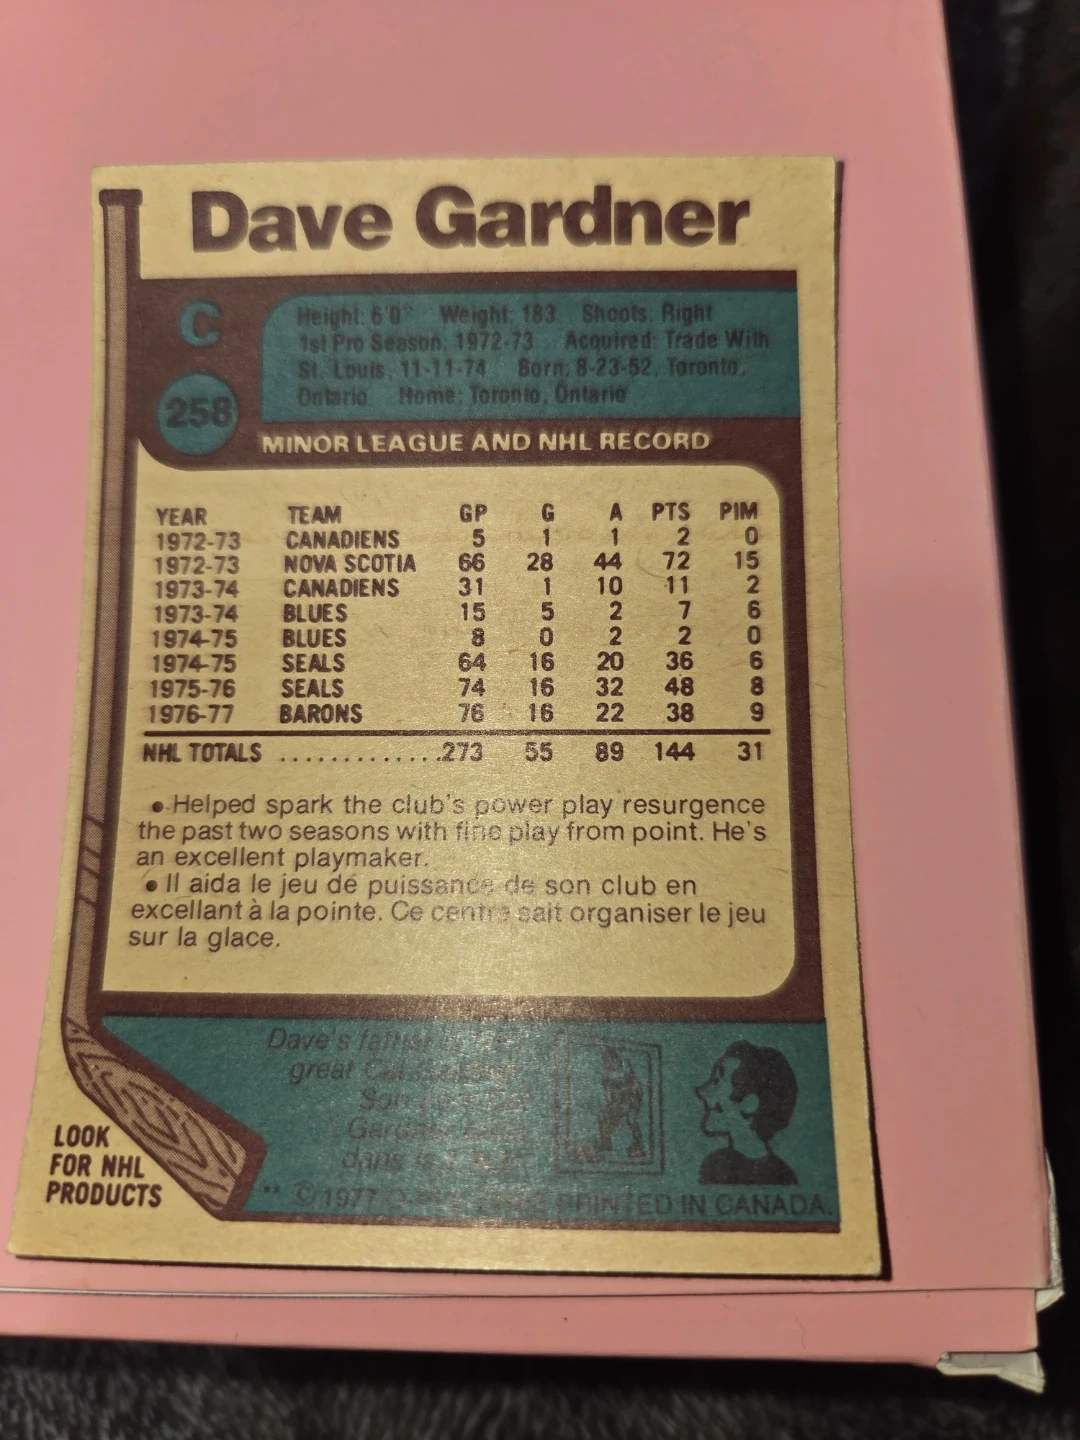 Dave Gardner
C
Height: 6'0" Weight: 183 Shoots: Right
1st Pro Season: 1972-73 Acquired: Trade With
St. Louis, 11-11-74 Born: 8-23-52, Toronto,
Ontario Home: Toronto, Ontario
258
MINOR LEAGUE AND NHL RECORD
YEAR TEAM GP G A PTS PIM
1972-73 CANADIENS 5 1 1 2 0
1972-73 NOVA SCOTIA 66 28 44 72 15
1973-74 CANADIENS 31 1 10 11 2
1973-74 BLUES 15 5 2 7 6
1974-75 BLUES 8 0 2 2 0
1974-75 SEALS 64 16 20 36 6
1975-76 SEALS 74 16 32 48 8
1976-77 BARONS 76 16 22 38 9
NHL TOTALS .............273 55 89 144 31
• Helped spark the club's power play resurgence
the past two seasons with fine play from point. He's
an excellent playmaker.
• Il aida le jeu de puissance de son club en
excellant à la pointe. Ce centre sait organiser le jeu
sur la glace.
Dave's father
great
Son
Gardner
dans
LOOK
FOR NHL
PRODUCTS
** © 1977 PRINTED IN CANADA.